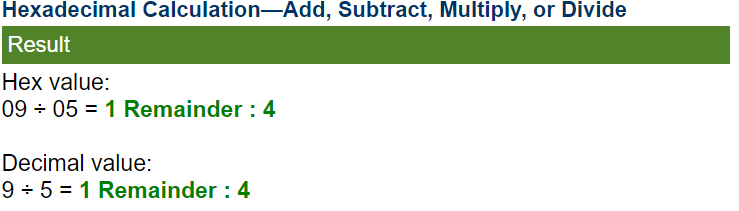 Hexadecimal Calculation—Add, Subtract, Multiply, or Divide
Result
Hex value:
09 ÷ 05 = 1 Remainder : 4
Decimal value:
9 ÷ 5 = 1 Remainder : 4